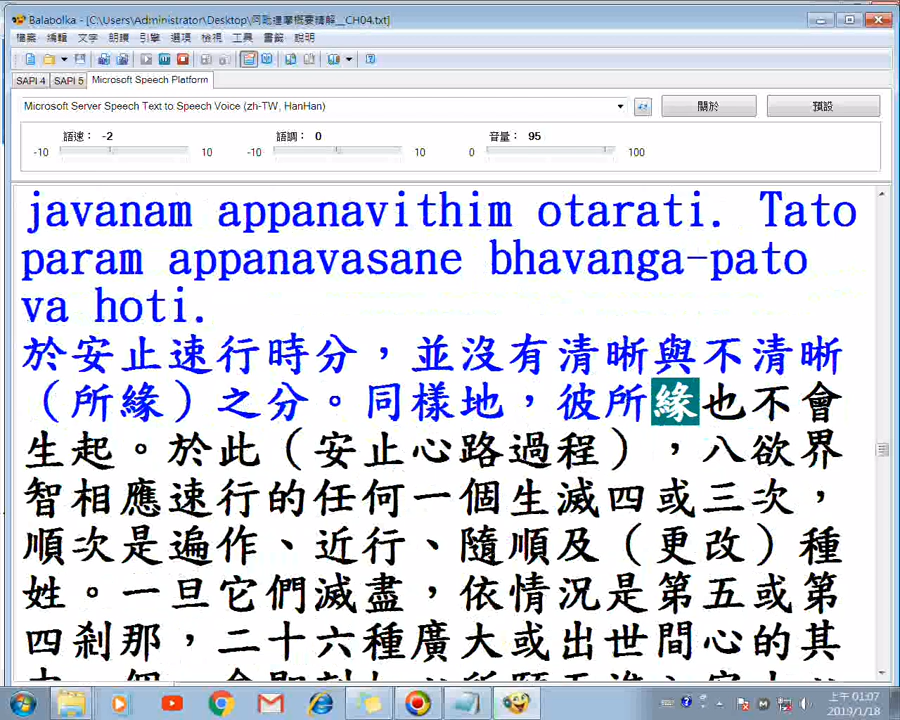 Balabolka - [C:\Users\Administrator\Desktop\阿毗達摩概要精解__CH04.txt]
檔案 編輯 文字 朗讀 引擎 選項 檢視 工具 書籤 說明
SAPI 4 SAPI 5 Microsoft Speech Platform
Microsoft Server Speech Text to Speech Voice (zh-TW, HanHan) 關於 預設
語速： -2 語調： 0 音量： 95
-10 10 -10 10 0 100
javanam appanavithim otarati. Tato
param appanavasane bhavanga-pato
va hoti.
於安止速行時分，並沒有清晰與不清晰
（所緣）之分。同樣地，彼所緣也不會
生起。於此（安止心路過程），八欲界
智相應速行的任何一個生滅四或三次，
順次是遍作、近行、隨順及（更改）種
姓。一旦它們滅盡，依情況是第五或第
四剎那，二十六種廣大或出世間心的其
上午 01:07
2019/1/18